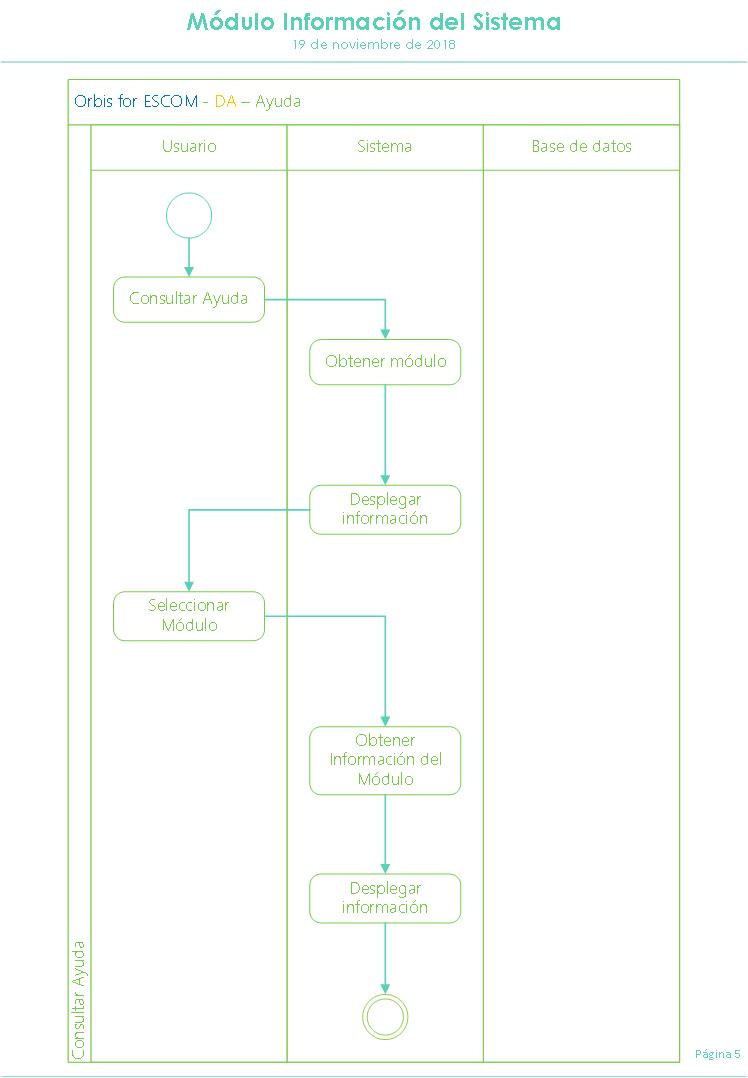 Módulo Información del Sistema
19 de noviembre de 2018
Orbis for ESCOM - DA – Ayuda
Usuario
Sistema
Base de datos
Consultar Ayuda
Obtener módulo
Desplegar
información
Seleccionar
Módulo
Obtener
Información del
Módulo
Desplegar
información
Consultar Ayuda
Página 5